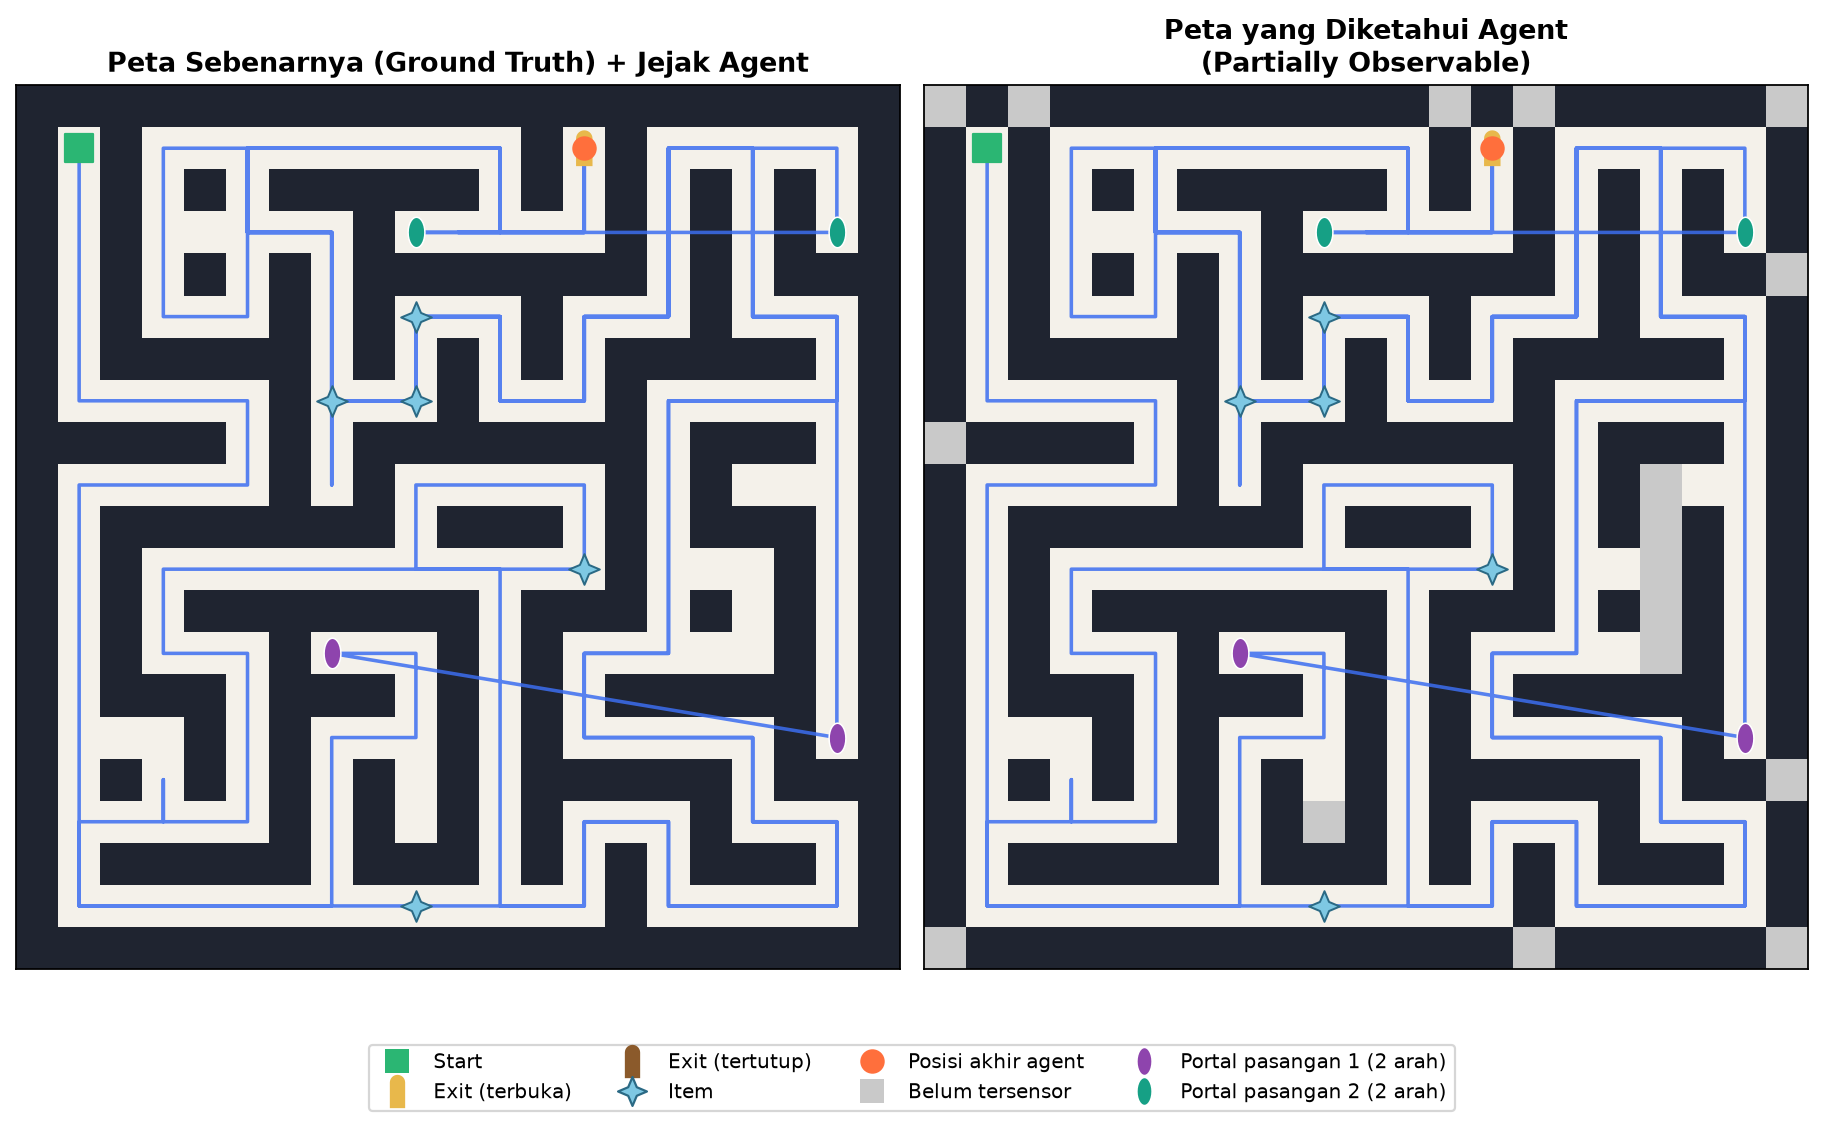 Peta Sebenarnya (Ground Truth) + Jejak Agent
Peta yang Diketahui Agent
(Partially Observable)
Start
Exit (terbuka)
Exit (tertutup)
Item
Posisi akhir agent
Belum tersensor
Portal pasangan 1 (2 arah)
Portal pasangan 2 (2 arah)